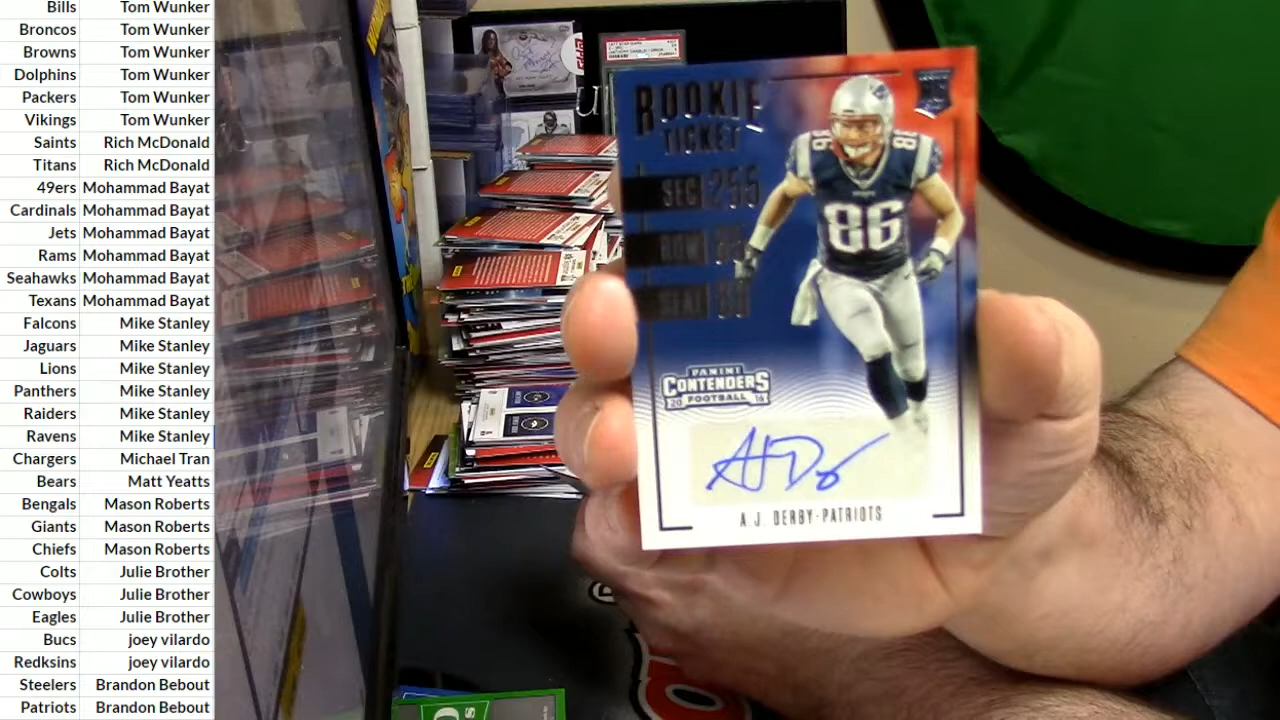 Bills Tom Wunker
Broncos Tom Wunker
Browns Tom Wunker
Dolphins Tom Wunker
Packers Tom Wunker
Vikings Tom Wunker
Saints Rich McDonald
Titans Rich McDonald
49ers Mohammad Bayat
Cardinals Mohammad Bayat
Jets Mohammad Bayat
Rams Mohammad Bayat
Seahawks Mohammad Bayat
Texans Mohammad Bayat
Falcons Mike Stanley
Jaguars Mike Stanley
Lions Mike Stanley
Panthers Mike Stanley
Raiders Mike Stanley
Ravens Mike Stanley
Chargers Michael Tran
Bears Matt Yeatts
Bengals Mason Roberts
Giants Mason Roberts
Chiefs Mason Roberts
Colts Julie Brother
Cowboys Julie Brother
Eagles Julie Brother
Bucs joey vilardo
Redksins joey vilardo
Steelers Brandon Bebout
Patriots Brandon Bebout
ROOKIE
TICKET
SEC 255
ROW
SEAT
86
86
PANINI
CONTENDERS
2016 FOOTBALL
A.J. DERBY-PATRIOTS